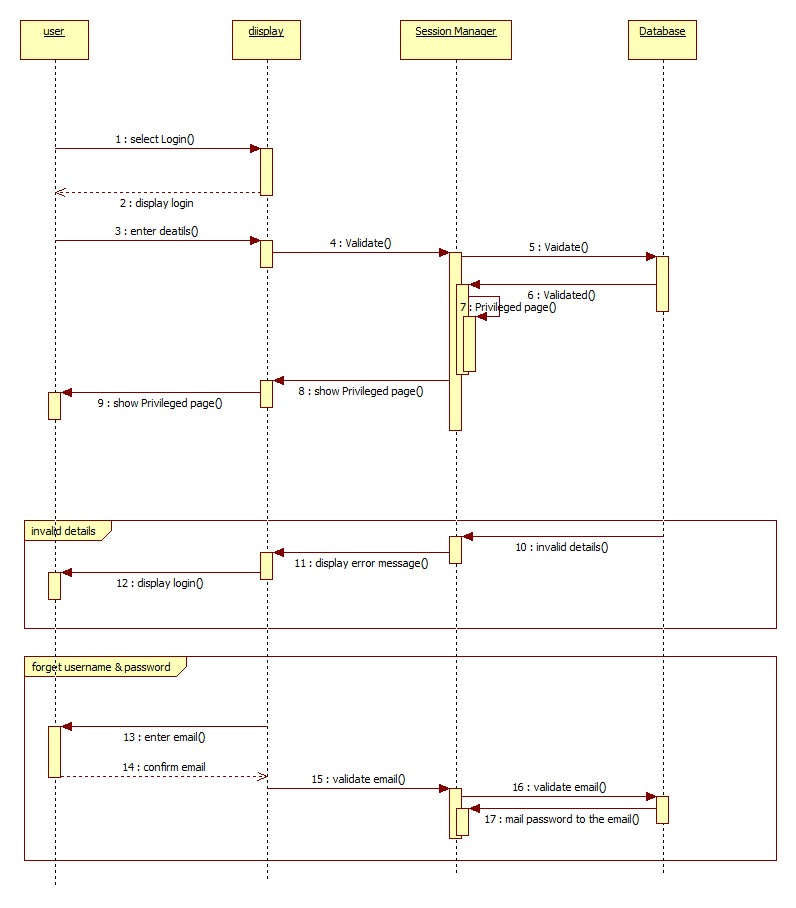 user
diisplay
Session Manager
Database
1 : select Login()
2 : display login
3 : enter deatils()
4 : Validate()
5 : Vaidate()
6 : Validated()
7 : Privileged page()
8 : show Privileged page()
9 : show Privileged page()
invalid details
10 : invalid details()
11 : display error message()
12 : display login()
forget username & password
13 : enter email()
14 : confirm email
15 : validate email()
16 : validate email()
17 : mail password to the email()